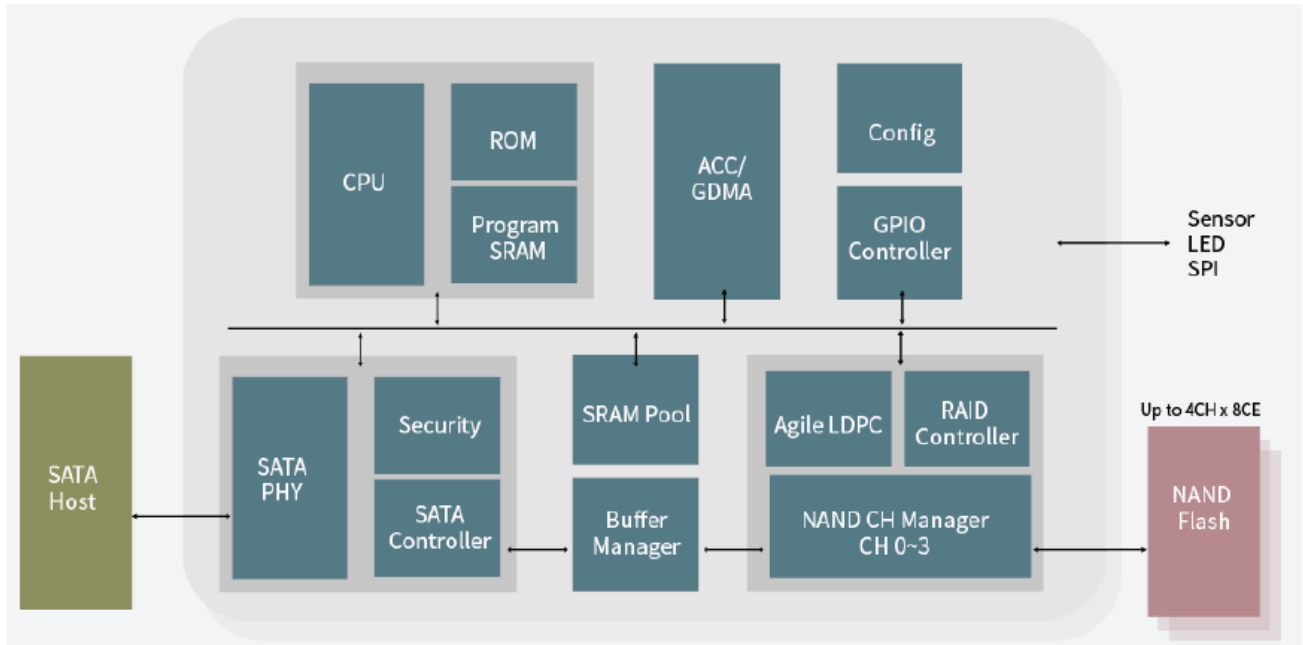 CPU
ROM
Program
SRAM
ACC/
GDMA
Config
GPIO
Controller
Sensor
LED
SPI
SATA
Host
SATA
PHY
Security
SATA
Controller
SRAM Pool
Buffer
Manager
Agile LDPC
RAID
Controller
NAND CH Manager
CH 0~3
Up to 4CH x 8CE
NAND
Flash